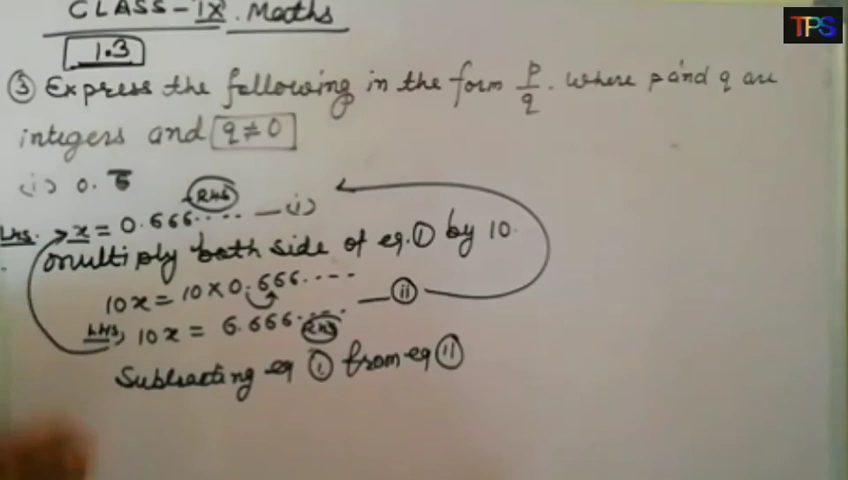 CLASS-IX. Maths
TPS
1.3
③ Express the following in the form p/q. where p and q are
integers and q ≠ 0
(i) 0.6̅
RHS
LHS. x = 0.666.... — (i)
multiply both side of eq. ① by 10.
10x = 10 × 0.666....
LHS, 10x = 6.666.... RHS — ⓘⓘ
Subtracting eq ① from eq ⑪